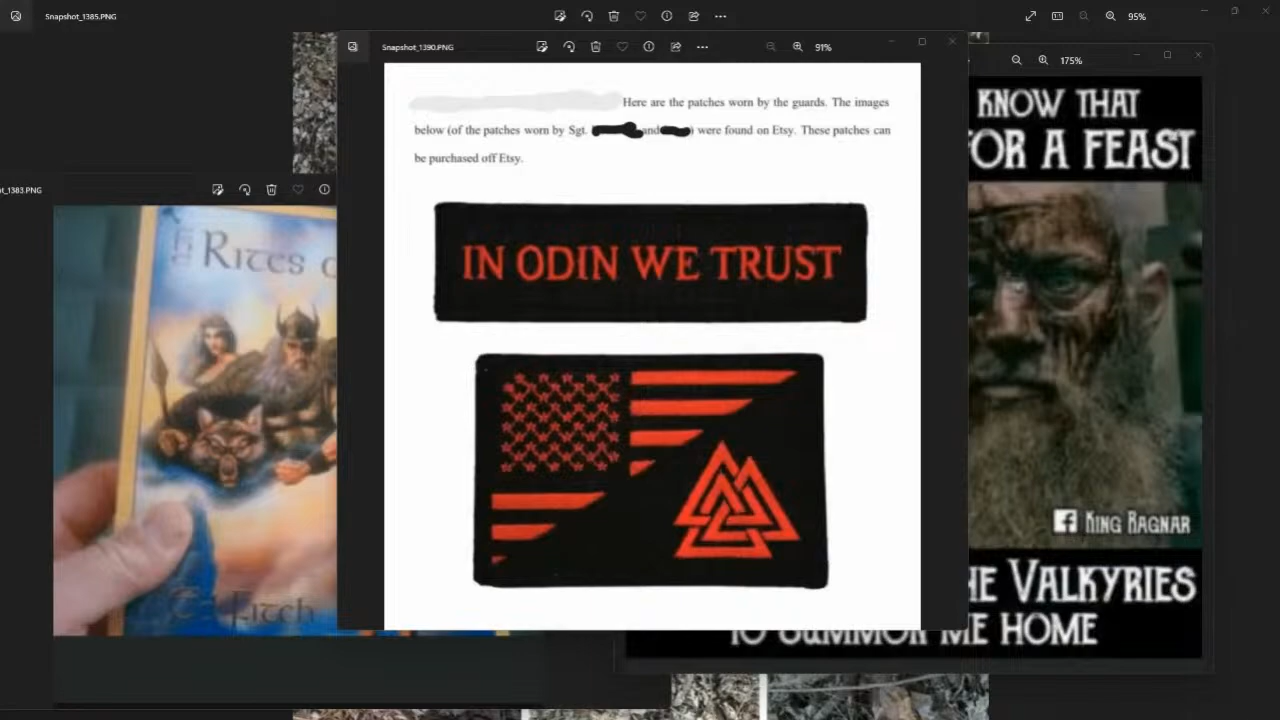 Snapshot_1385.PNG
95%
Snapshot_1390.PNG
91%
175%
Here are the patches worn by the guards. The images
below (of the patches worn by Sgt. and ) were found on Etsy. These patches can
be purchased off Etsy.
IN ODIN WE TRUST
t_1383.PNG
Rites o
Fitch
KNOW THAT
FOR A FEAST
King Ragnar
HE VALKYRIES
TO SUMMON ME HOME